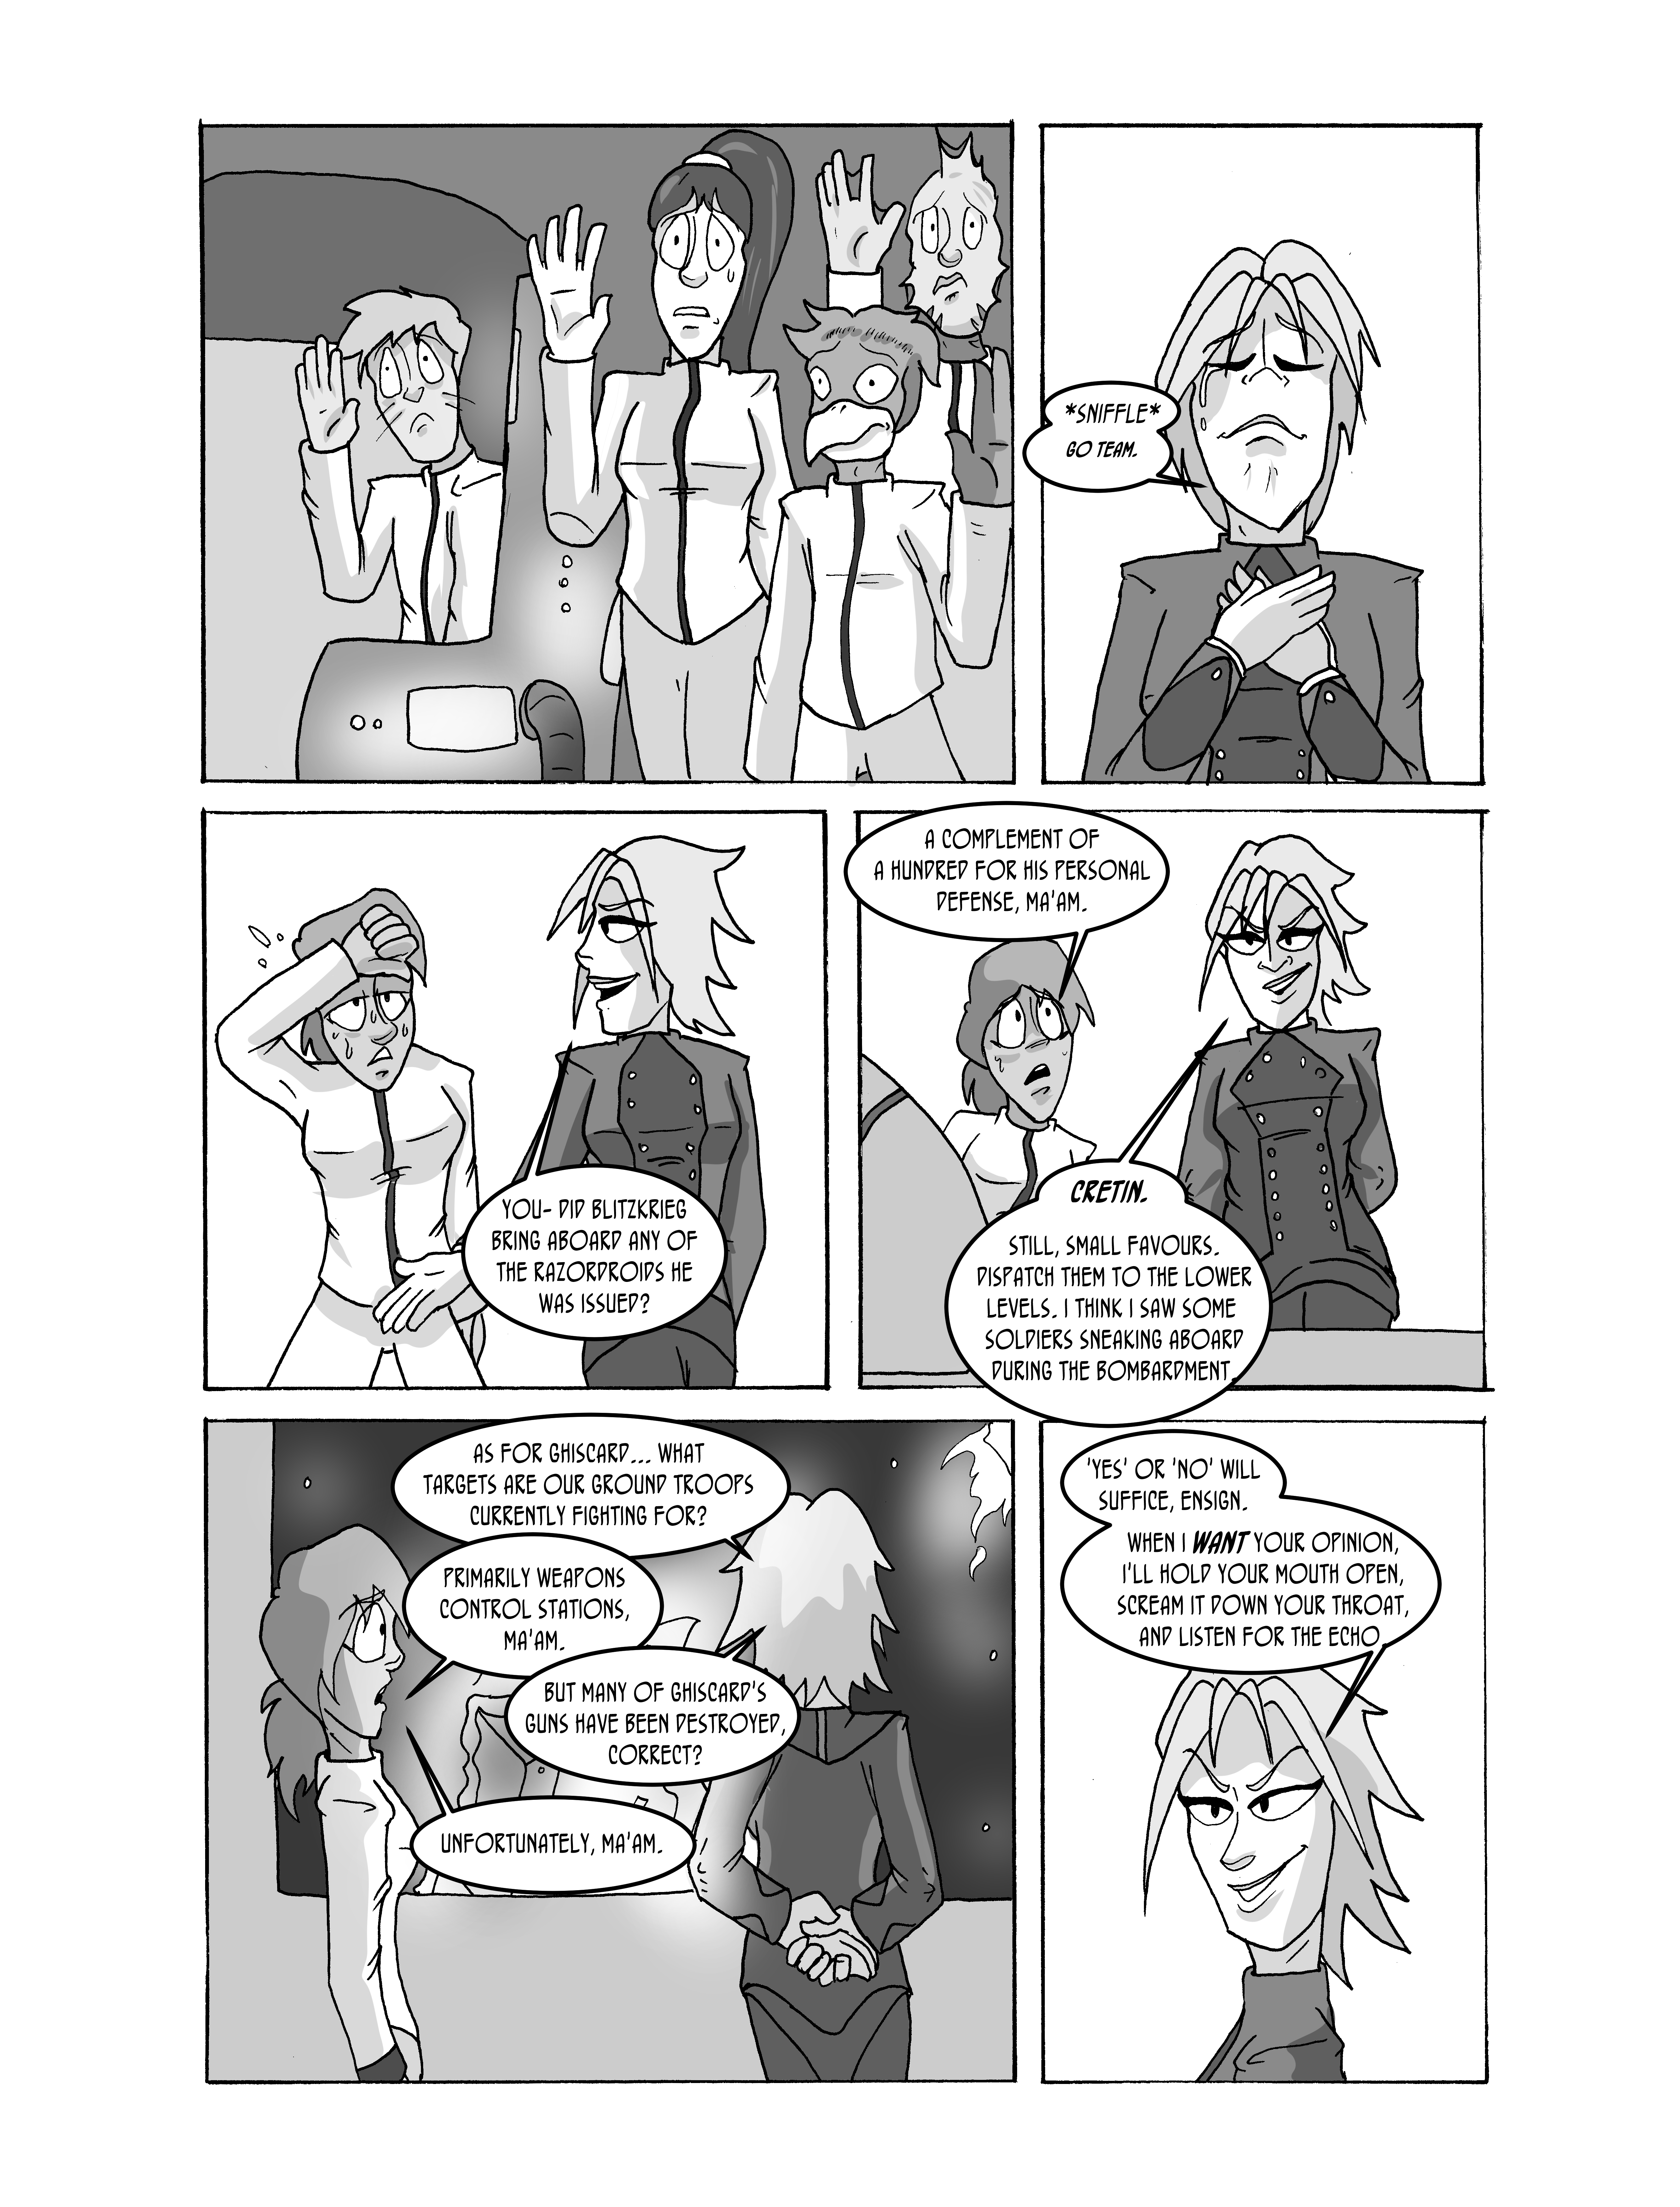 *SNIFFLE*
GO TEAM.
YOU- DID BLITZKRIEG
BRING ABOARD ANY OF
THE RAZORDROIDS HE
WAS ISSUED?
A COMPLEMENT OF
A HUNDRED FOR HIS PERSONAL
DEFENSE, MA'AM.
CRETIN.
STILL, SMALL FAVOURS.
DISPATCH THEM TO THE LOWER
LEVELS. I THINK I SAW SOME
SOLDIERS SNEAKING ABOARD
DURING THE BOMBARDMENT.
AS FOR GHISCARD... WHAT
TARGETS ARE OUR GROUND TROOPS
CURRENTLY FIGHTING FOR?
PRIMARILY WEAPONS
CONTROL STATIONS,
MA'AM.
BUT MANY OF GHISCARD'S
GUNS HAVE BEEN DESTROYED,
CORRECT?
UNFORTUNATELY, MA'AM.
'YES' OR 'NO' WILL
SUFFICE, ENSIGN.
WHEN I WANT YOUR OPINION,
I'LL HOLD YOUR MOUTH OPEN,
SCREAM IT DOWN YOUR THROAT,
AND LISTEN FOR THE ECHO.